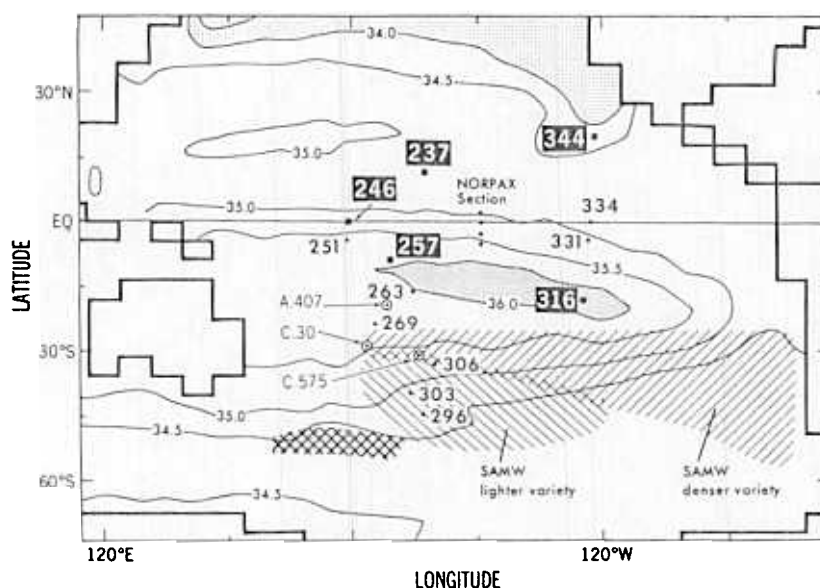 34.0
34.5
30°N
35.0
237
344
246
NORPAX
Section
35.0
334
EQ
251
257
331
35.5
263
36.0
316
A.407
269
C.30
30°S
C 575
306
303
35.0
296
34.5
SAMW
lighter variety
SAMW
denser variety
60°S
34.5
120°E
120°W
LATITUDE
LONGITUDE